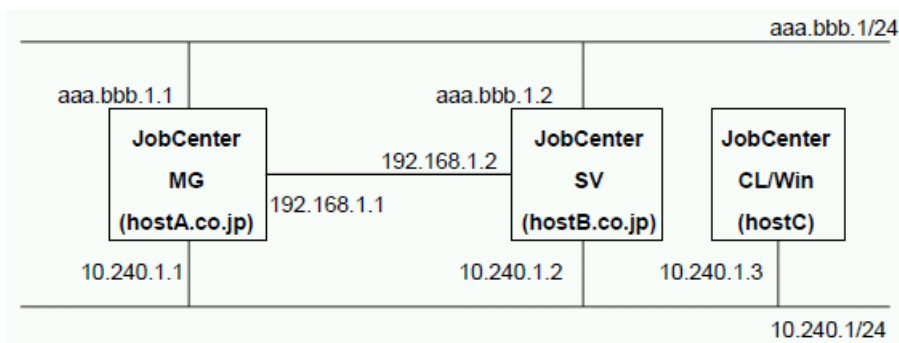 aaa.bbb.1/24
aaa.bbb.1.1
aaa.bbb.1.2
JobCenter
MG
(hostA.co.jp)
192.168.1.2
192.168.1.1
JobCenter
SV
(hostB.co.jp)
JobCenter
CL/Win
(hostC)
10.240.1.1
10.240.1.2
10.240.1.3
10.240.1/24